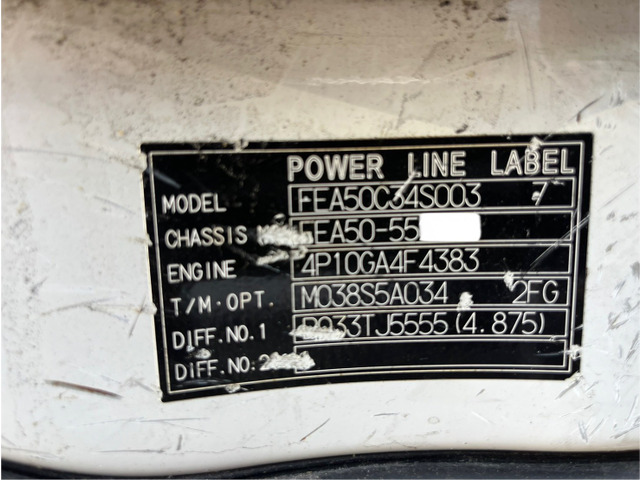 POWER LINE LABEL
MODEL FEA50C34S003 7
CHASSIS FEA50-55
ENGINE 4P10GA4F4383
T/M·OPT. M038S5A034 2FG
DIFF.NO.1 R033TJ5555(4.875)
DIFF.NO.2